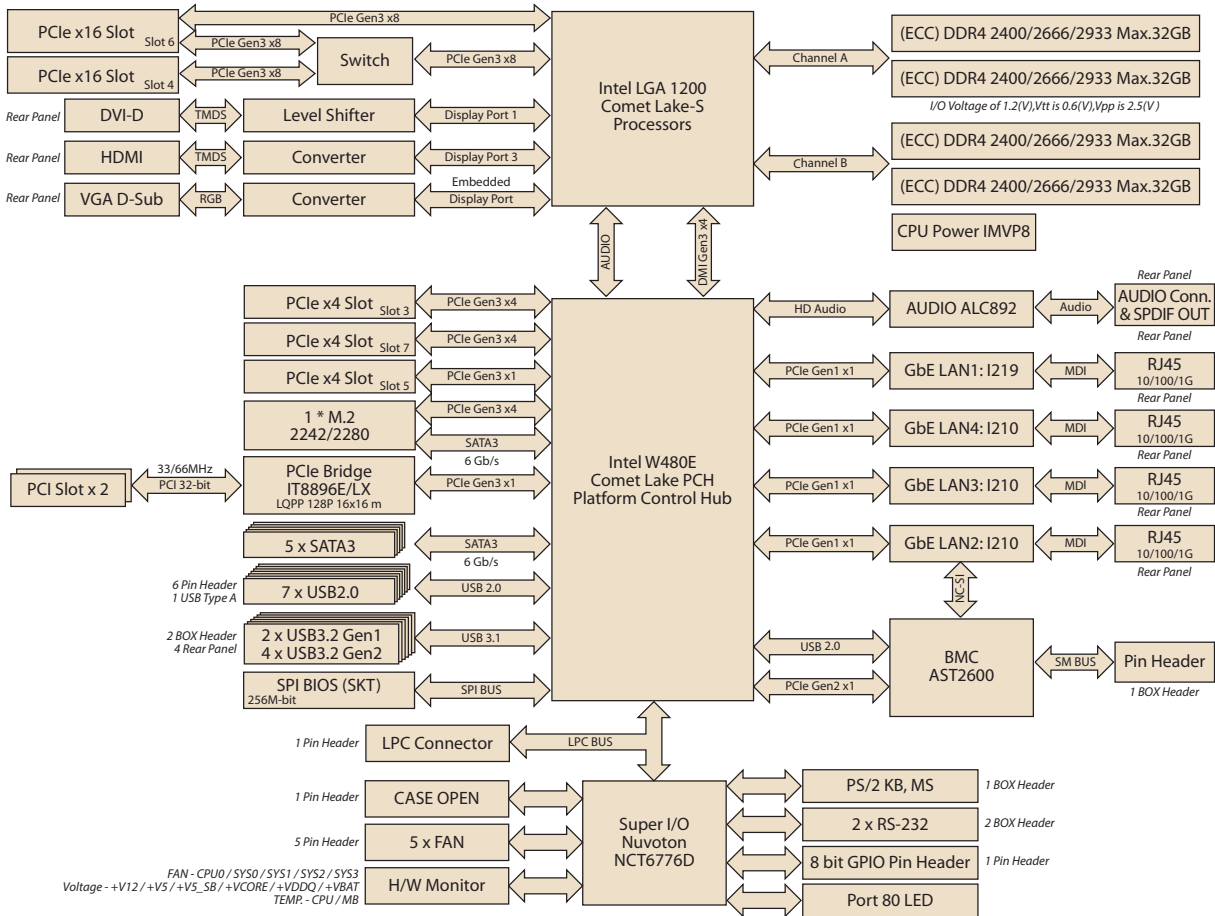 PCIe x16 Slot Slot 6
PCIe Gen3 x8
PCIe Gen3 x8
PCIe x16 Slot Slot 4
PCIe Gen3 x8
Switch
PCIe Gen3 x8
Rear Panel
DVI-D
TMDS
Level Shifter
Display Port 1
Rear Panel
HDMI
TMDS
Converter
Display Port 3
Rear Panel
VGA D-Sub
RGB
Converter
Embedded
Display Port
Intel LGA 1200
Comet Lake-S
Processors
Channel A
(ECC) DDR4 2400/2666/2933 Max.32GB
(ECC) DDR4 2400/2666/2933 Max.32GB
I/O Voltage of 1.2(V),Vtt is 0.6(V),Vpp is 2.5(V )
Channel B
(ECC) DDR4 2400/2666/2933 Max.32GB
(ECC) DDR4 2400/2666/2933 Max.32GB
CPU Power IMVP8
AUDIO
DMI Gen3 x4
PCIe x4 Slot Slot 3
PCIe Gen3 x4
PCIe x4 Slot Slot 7
PCIe Gen3 x4
PCIe x4 Slot Slot 5
PCIe Gen3 x1
1 * M.2
2242/2280
PCIe Gen3 x4
SATA3
6 Gb/s
PCI Slot x 2
33/66MHz
PCI 32-bit
PCIe Bridge
IT8896E/LX
LQPP 128P 16x16 m
PCIe Gen3 x1
5 x SATA3
SATA3
6 Gb/s
6 Pin Header
1 USB Type A
7 x USB2.0
USB 2.0
2 BOX Header
4 Rear Panel
2 x USB3.2 Gen1
4 x USB3.2 Gen2
USB 3.1
SPI BIOS (SKT)
256M-bit
SPI BUS
Intel W480E
Comet Lake PCH
Platform Control Hub
HD Audio
AUDIO ALC892
Audio
Rear Panel
AUDIO Conn.
& SPDIF OUT
Rear Panel
PCIe Gen1 x1
GbE LAN1: I219
MDI
RJ45
10/100/1G
Rear Panel
PCIe Gen1 x1
GbE LAN4: I210
MDI
RJ45
10/100/1G
Rear Panel
PCIe Gen1 x1
GbE LAN3: I210
MDI
RJ45
10/100/1G
Rear Panel
PCIe Gen1 x1
GbE LAN2: I210
MDI
RJ45
10/100/1G
Rear Panel
NC-SI
USB 2.0
PCIe Gen2 x1
BMC
AST2600
SM BUS
Pin Header
1 BOX Header
1 Pin Header
LPC Connector
LPC BUS
1 Pin Header
CASE OPEN
5 Pin Header
5 x FAN
FAN - CPU0 / SYS0 / SYS1 / SYS2 / SYS3
Voltage - +V12 / +V5 / +V5_SB / +VCORE / +VDDQ / +VBAT
TEMP. - CPU / MB
H/W Monitor
Super I/O
Nuvoton
NCT6776D
PS/2 KB, MS
1 BOX Header
2 x RS-232
2 BOX Header
8 bit GPIO Pin Header
1 Pin Header
Port 80 LED